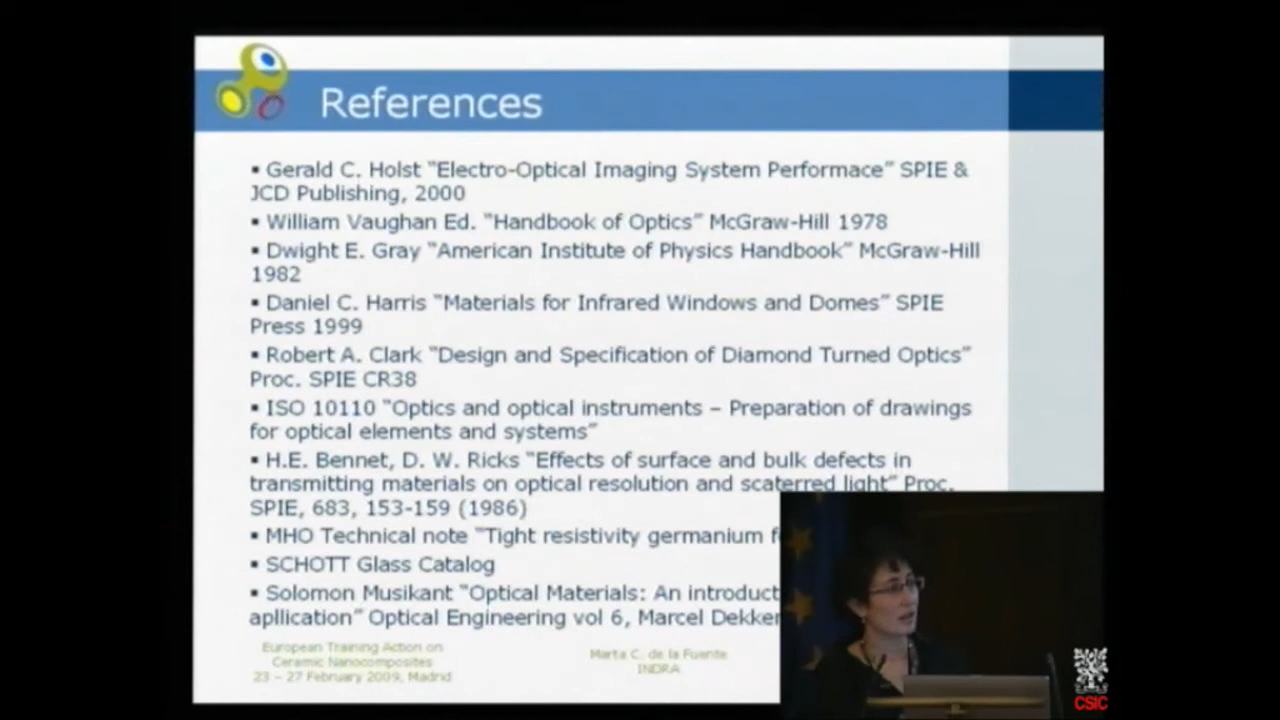 References
▪ Gerald C. Holst "Electro-Optical Imaging System Performace" SPIE &
JCD Publishing, 2000
▪ William Vaughan Ed. "Handbook of Optics" McGraw-Hill 1978
▪ Dwight E. Gray "American Institute of Physics Handbook" McGraw-Hill
1982
▪ Daniel C. Harris "Materials for Infrared Windows and Domes" SPIE
Press 1999
▪ Robert A. Clark "Design and Specification of Diamond Turned Optics"
Proc. SPIE CR38
▪ ISO 10110 "Optics and optical instruments – Preparation of drawings
for optical elements and systems"
▪ H.E. Bennet, D. W. Ricks "Effects of surface and bulk defects in
transmitting materials on optical resolution and scaterred light" Proc.
SPIE, 683, 153-159 (1986)
▪ MHO Technical note "Tight resistivity germanium
▪ SCHOTT Glass Catalog
▪ Solomon Musikant "Optical Materials: An introduct
apllication" Optical Engineering vol 6, Marcel Dekker
European Training Action on
Ceramic Nanocomposites
23 – 27 February 2009, Madrid
Marta C. de la Fuente
INDRA
CSIC